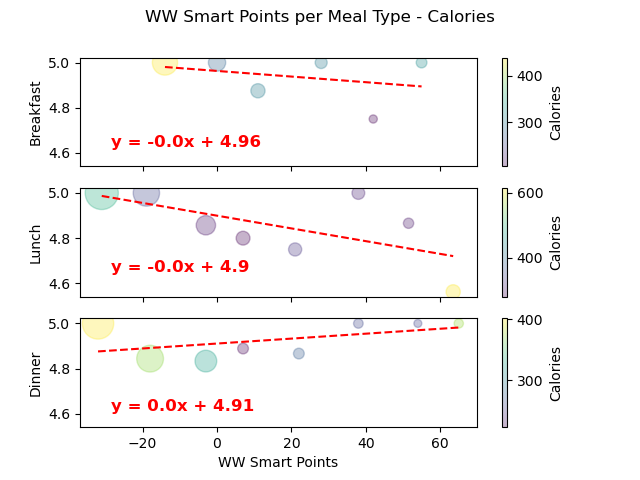 WW Smart Points per Meal Type - Calories
5.0
4.8
4.6
Breakfast
y = -0.0x + 4.96
400
300
Calories
5.0
4.8
4.6
Lunch
y = -0.0x + 4.9
600
400
Calories
5.0
4.8
4.6
Dinner
y = 0.0x + 4.91
400
300
Calories
−20 0 20 40 60
WW Smart Points